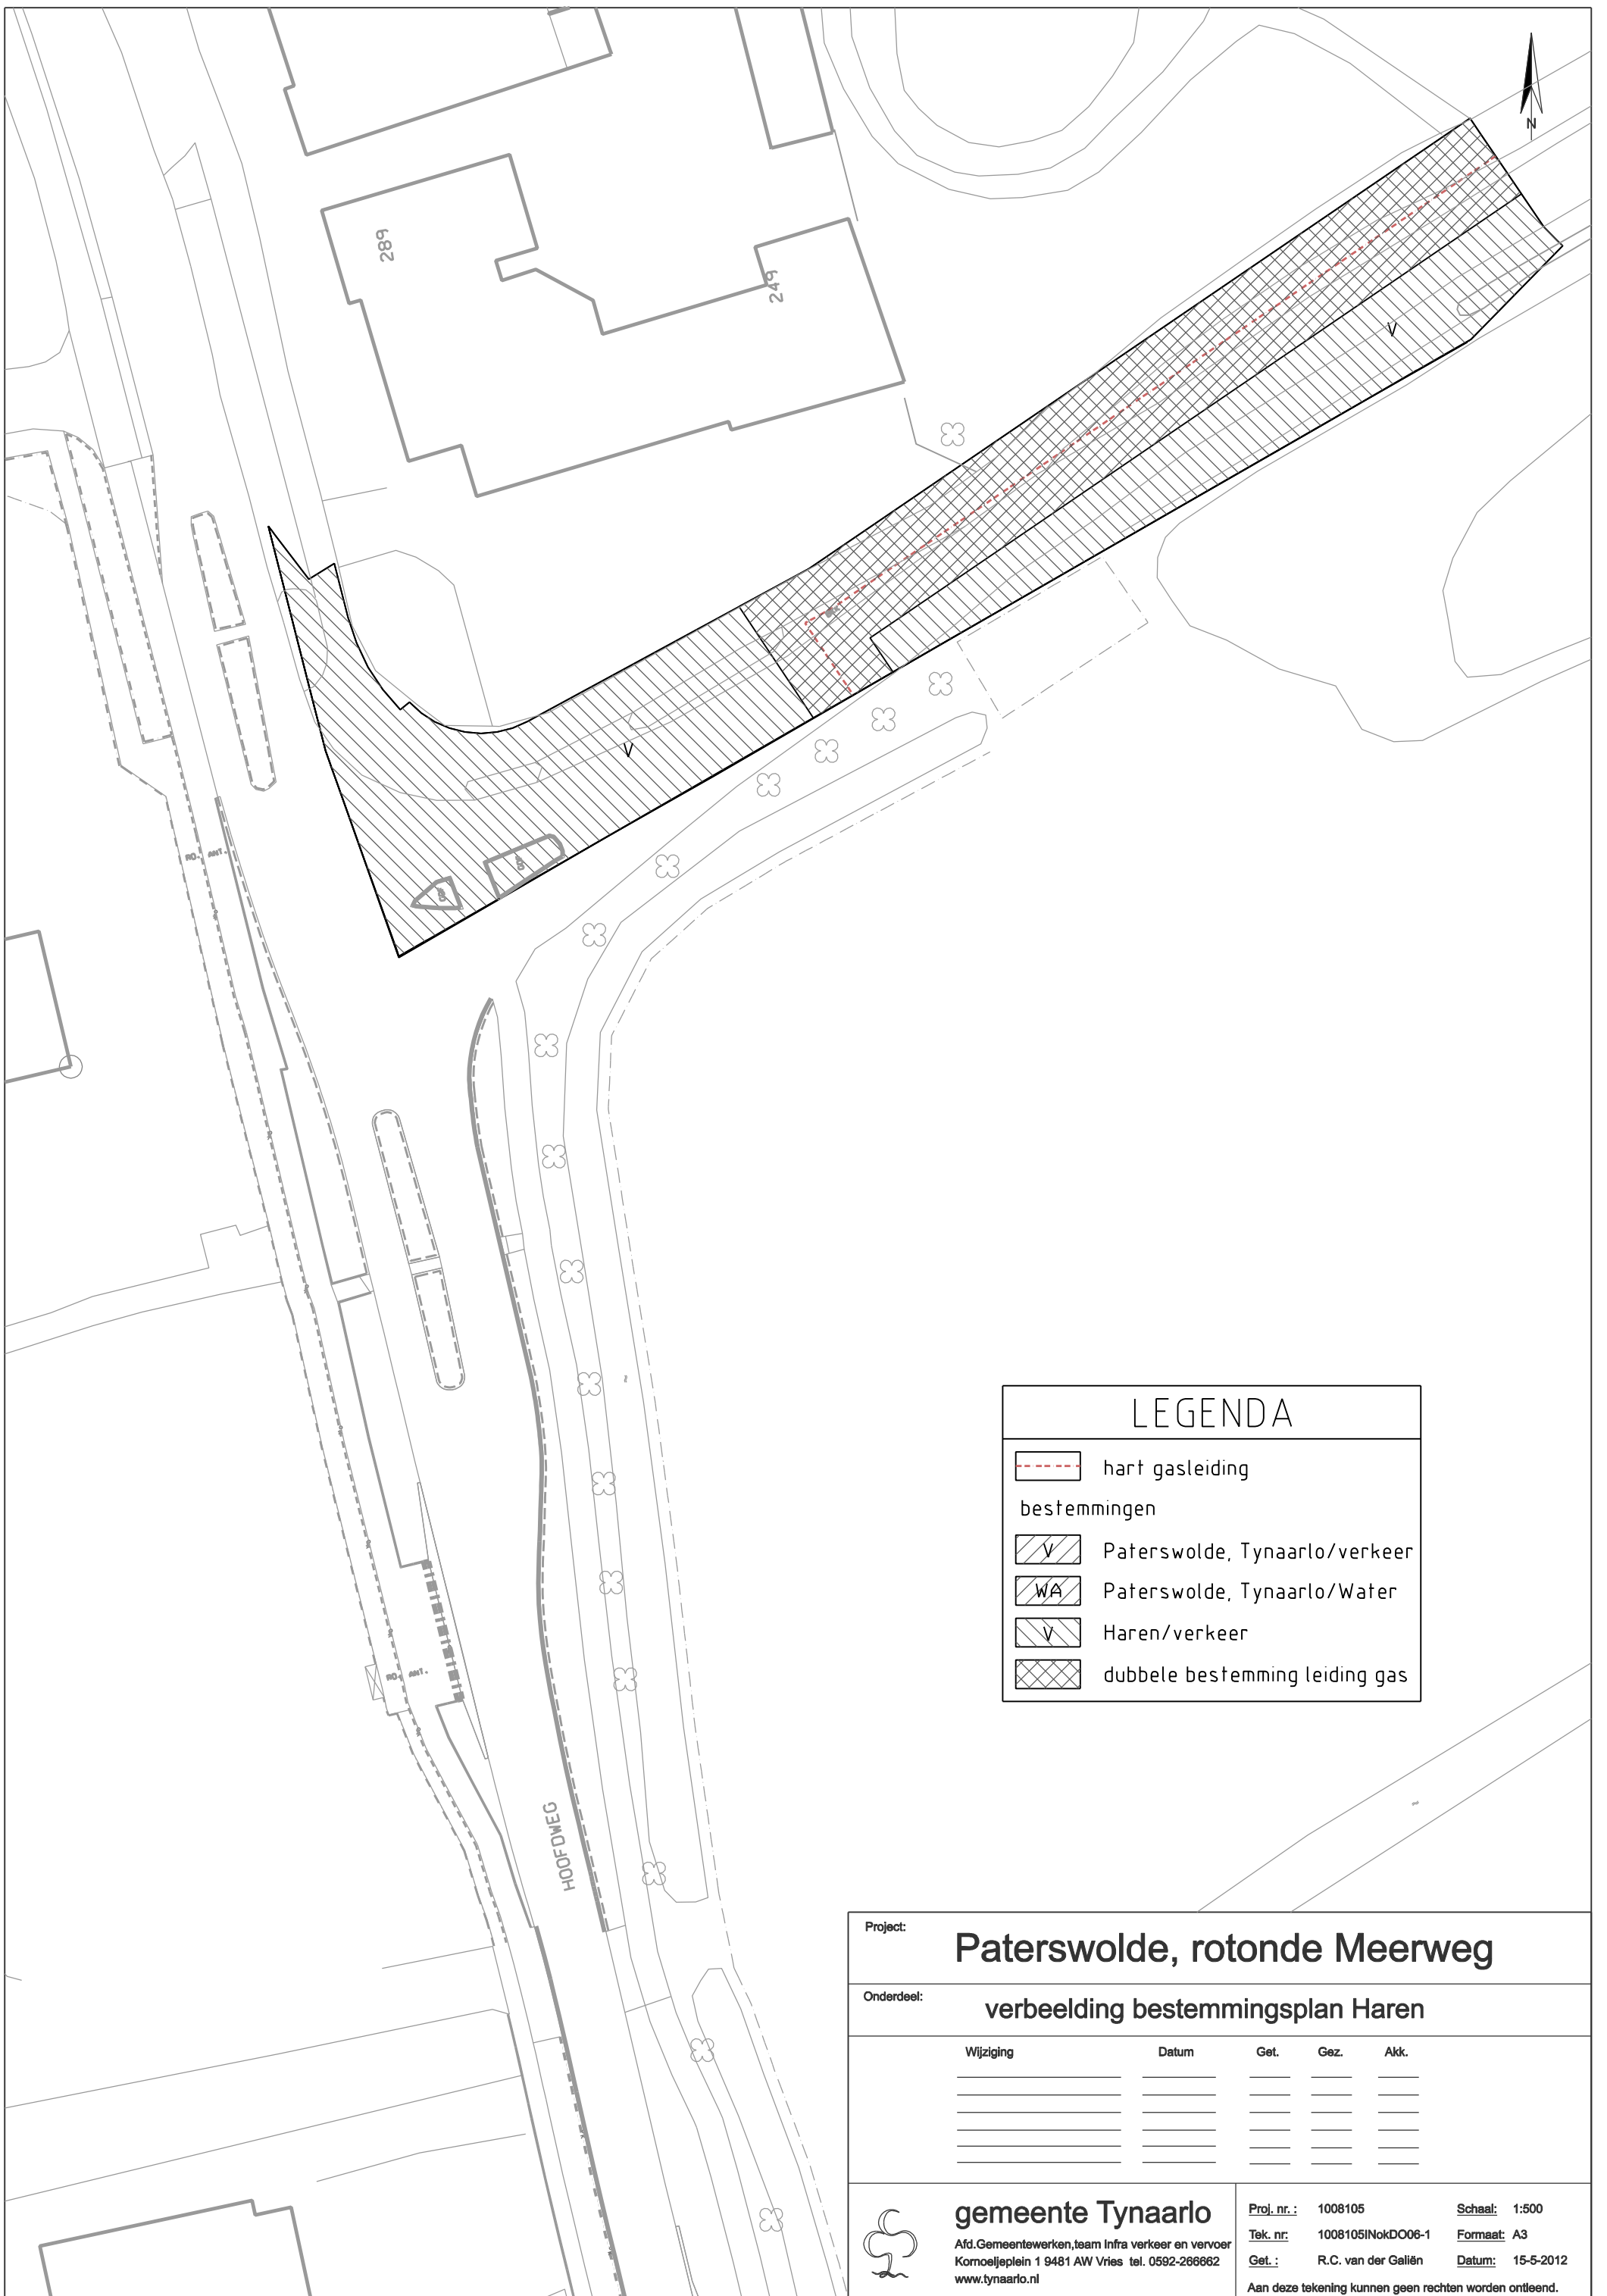 N
289
249
V
V
HOOFDWEG
LEGENDA
hart gasleiding
bestemmingen
V Paterswolde, Tynaarlo/verkeer
WA Paterswolde, Tynaarlo/Water
V Haren/verkeer
dubbele bestemming leiding gas
Project:
Paterswolde, rotonde Meerweg
Onderdeel:
verbeelding bestemmingsplan Haren
Wijziging Datum Get. Gez. Akk.
gemeente Tynaarlo
Afd.Gemeentewerken,team Infra verkeer en vervoer
Kornoeljeplein 1 9481 AW Vries tel. 0592-266662
www.tynaarlo.nl
Proj. nr. : 1008105 Schaal: 1:500
Tek. nr: 1008105INokDO06-1 Formaat: A3
Get. : R.C. van der Galiën Datum: 15-5-2012
Aan deze tekening kunnen geen rechten worden ontleend.